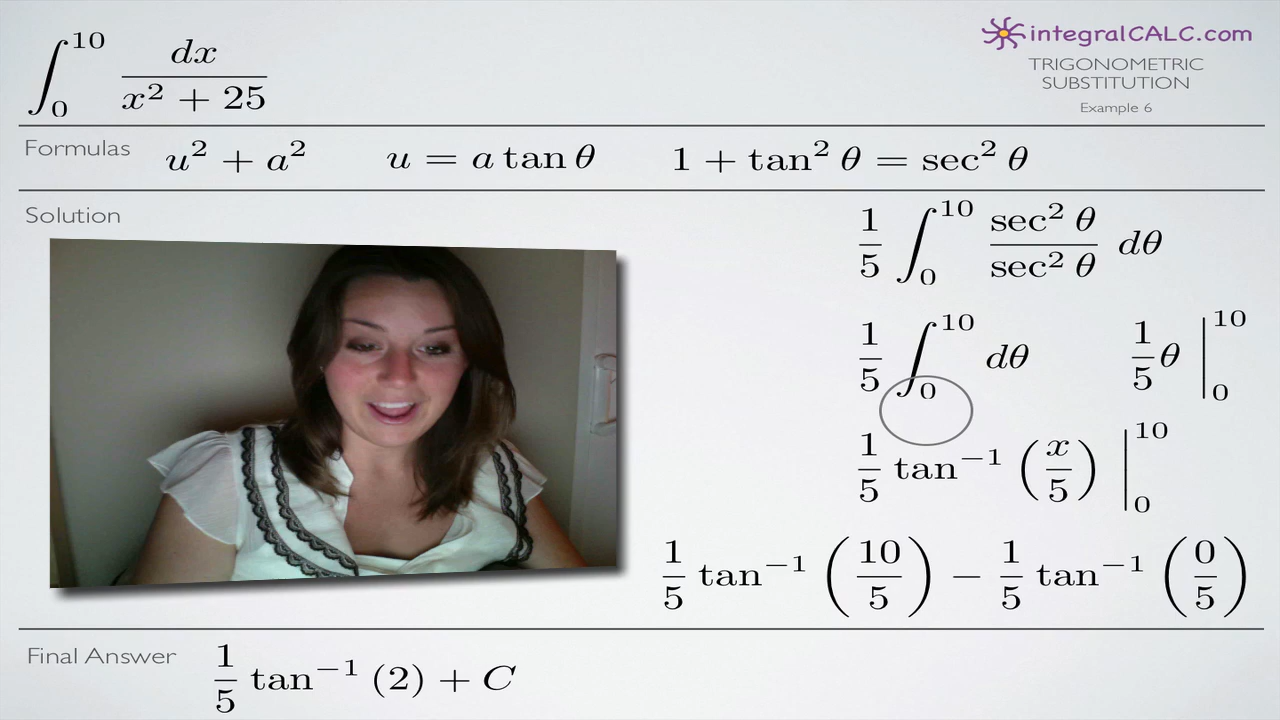 ∫₀¹⁰ dx/(x² + 25)
integralCALC.com
TRIGONOMETRIC
SUBSTITUTION
Example 6
Formulas u² + a² u = a tan θ 1 + tan² θ = sec² θ
Solution
1/5 ∫₀¹⁰ sec² θ/sec² θ dθ
1/5 ∫₀¹⁰ dθ 1/5 θ |₀¹⁰
1/5 tan⁻¹ (x/5) |₀¹⁰
1/5 tan⁻¹ (10/5) − 1/5 tan⁻¹ (0/5)
Final Answer 1/5 tan⁻¹ (2) + C